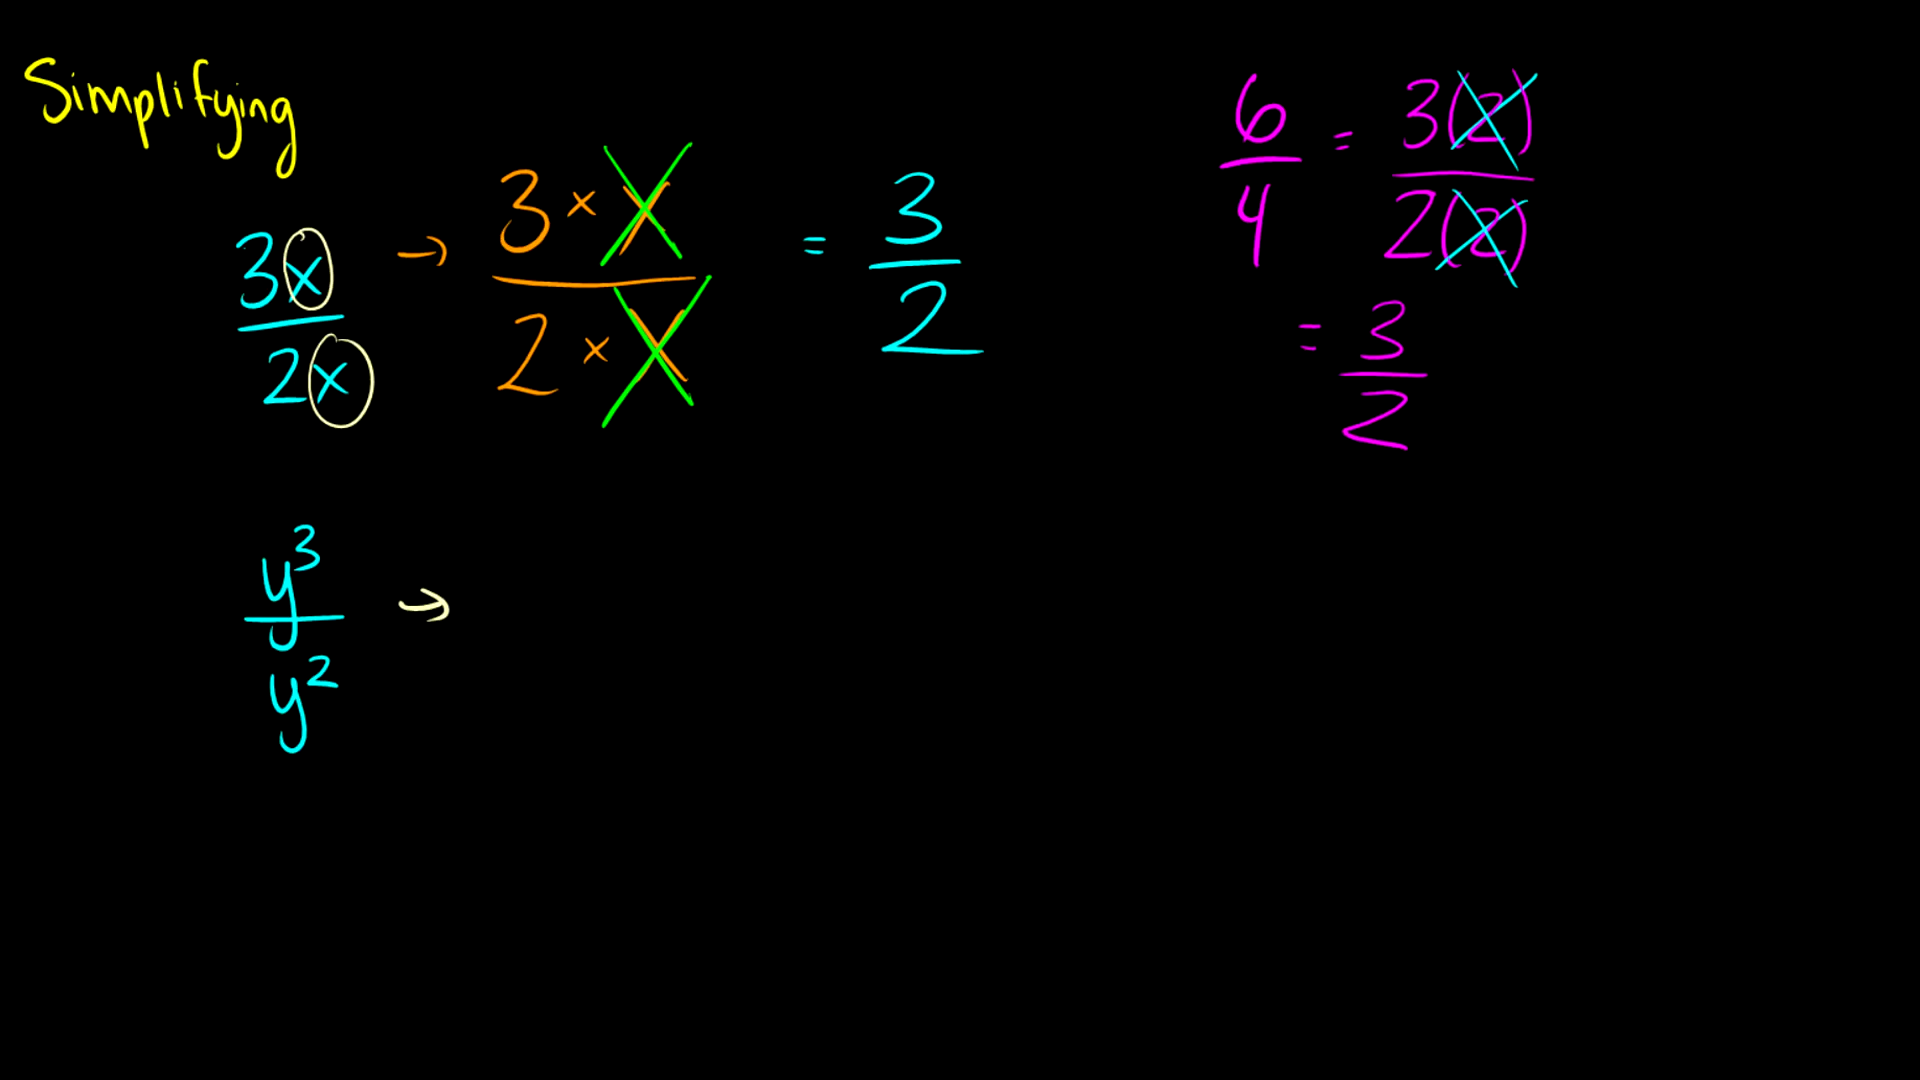 Simplifying
3x/2x → 3 × x / 2 × x = 3/2
6/4 = 3(2)/2(2)
= 3/2
y³/y² →